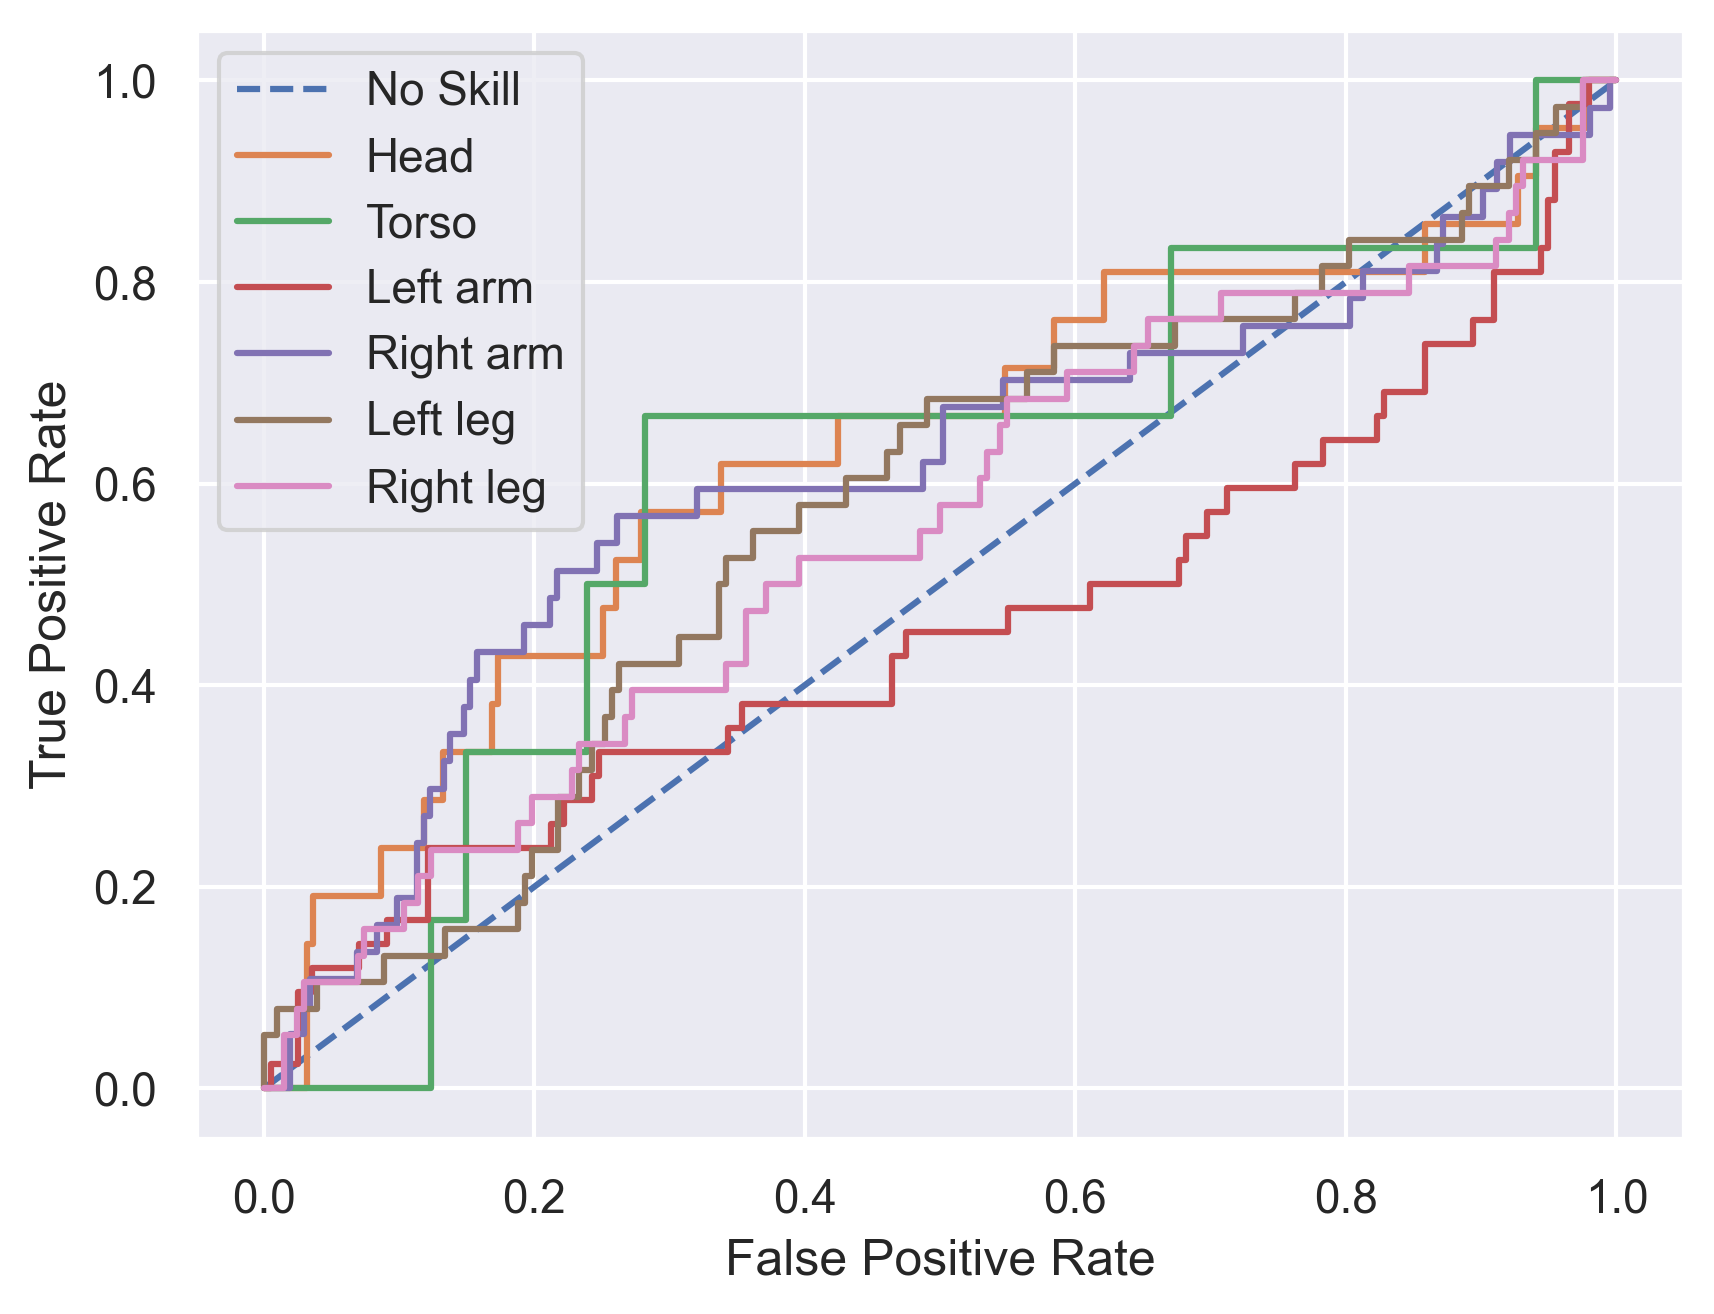 No Skill
Head
Torso
Left arm
Right arm
Left leg
Right leg
1.0
0.8
0.6
0.4
0.2
0.0
True Positive Rate
0.0 0.2 0.4 0.6 0.8 1.0
False Positive Rate